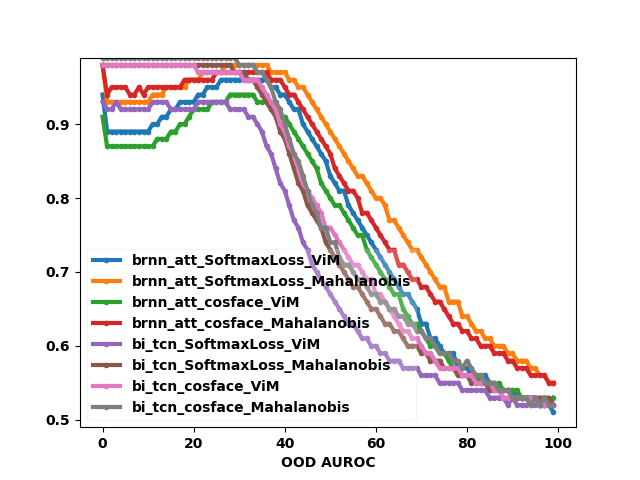 0.9
0.8
0.7
0.6
0.5
brnn_att_SoftmaxLoss_ViM
brnn_att_SoftmaxLoss_Mahalanobis
brnn_att_cosface_ViM
brnn_att_cosface_Mahalanobis
bi_tcn_SoftmaxLoss_ViM
bi_tcn_SoftmaxLoss_Mahalanobis
bi_tcn_cosface_ViM
bi_tcn_cosface_Mahalanobis
0 20 40 60 80 100
OOD AUROC